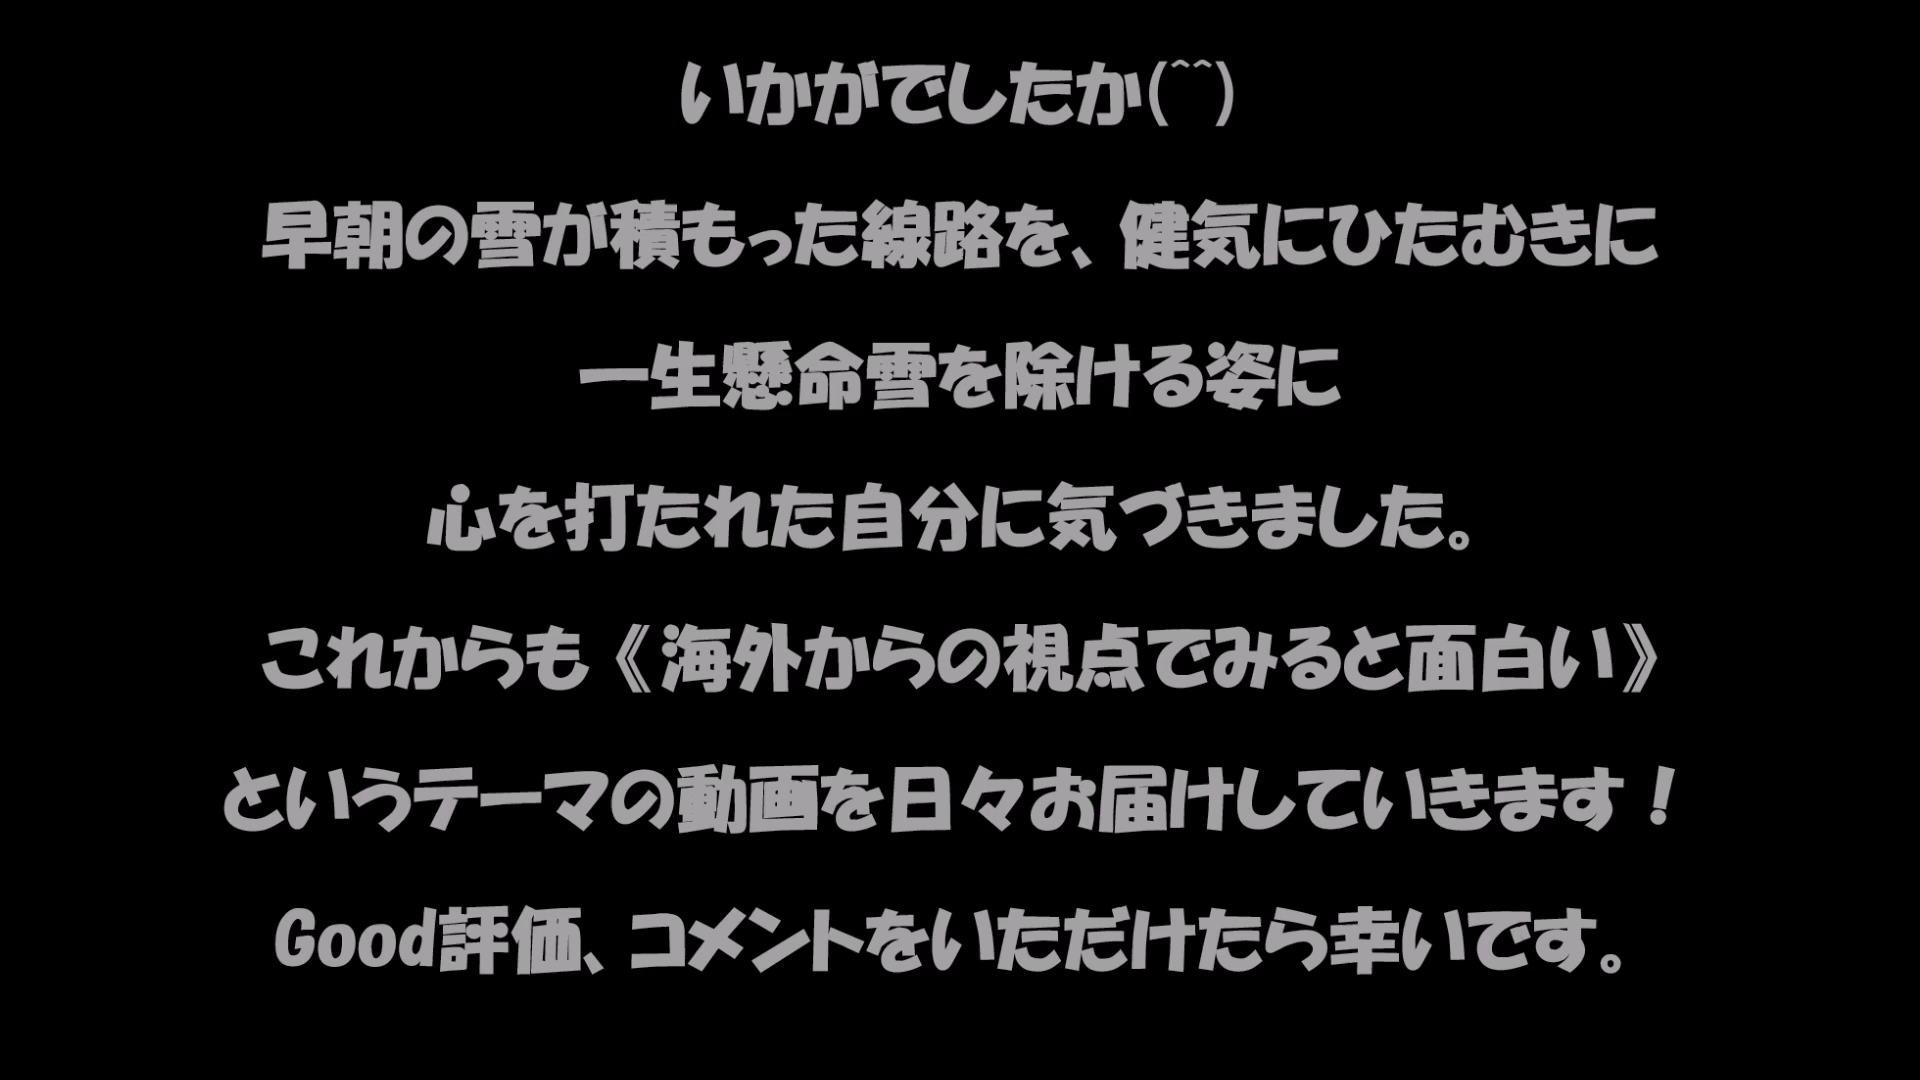 いかがでしたか(^^)
早朝の雪が積もった線路を、健気にひたむきに
一生懸命雪を除ける姿に
心を打たれた自分に気づきました。
これからも《海外からの視点でみると面白い》
というテーマの動画を日々お届けしていきます！
Good評価、コメントをいただけたら幸いです。